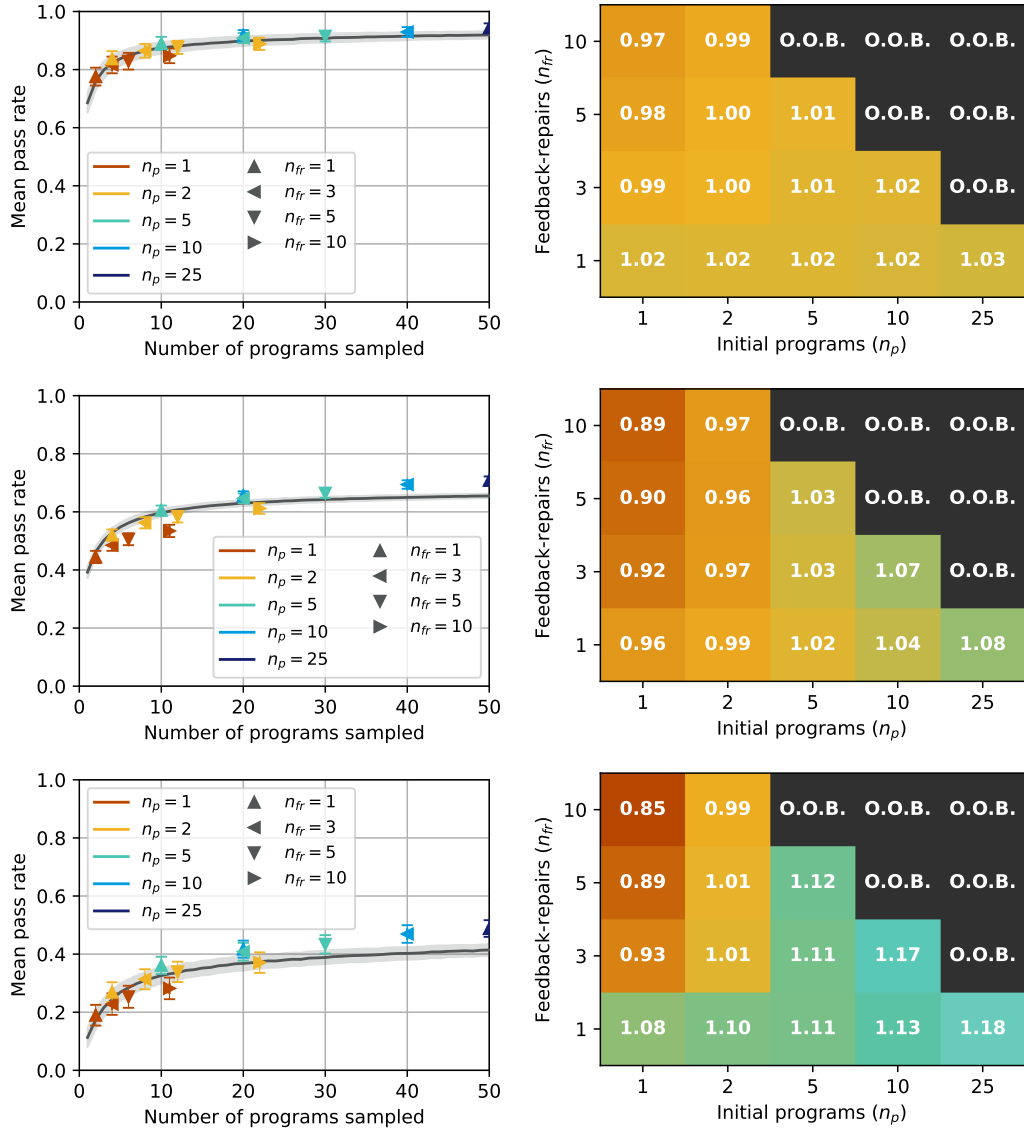 1.0
0.8
0.6
0.4
0.2
0.0
Mean pass rate
n_p = 1
n_p = 2
n_p = 5
n_p = 10
n_p = 25
n_fr = 1
n_fr = 3
n_fr = 5
n_fr = 10
0 10 20 30 40 50
Number of programs sampled
Feedback-repairs (n_fr)
10 0.97 0.99 O.O.B. O.O.B. O.O.B.
5 0.98 1.00 1.01 O.O.B. O.O.B.
3 0.99 1.00 1.01 1.02 O.O.B.
1 1.02 1.02 1.02 1.02 1.03
1 2 5 10 25
Initial programs (n_p)
1.0
0.8
0.6
0.4
0.2
0.0
Mean pass rate
n_p = 1
n_p = 2
n_p = 5
n_p = 10
n_p = 25
n_fr = 1
n_fr = 3
n_fr = 5
n_fr = 10
0 10 20 30 40 50
Number of programs sampled
Feedback-repairs (n_fr)
10 0.89 0.97 O.O.B. O.O.B. O.O.B.
5 0.90 0.96 1.03 O.O.B. O.O.B.
3 0.92 0.97 1.03 1.07 O.O.B.
1 0.96 0.99 1.02 1.04 1.08
1 2 5 10 25
Initial programs (n_p)
1.0
0.8
0.6
0.4
0.2
0.0
Mean pass rate
n_p = 1
n_p = 2
n_p = 5
n_p = 10
n_p = 25
n_fr = 1
n_fr = 3
n_fr = 5
n_fr = 10
0 10 20 30 40 50
Number of programs sampled
Feedback-repairs (n_fr)
10 0.85 0.99 O.O.B. O.O.B. O.O.B.
5 0.89 1.01 1.12 O.O.B. O.O.B.
3 0.93 1.01 1.11 1.17 O.O.B.
1 1.08 1.10 1.11 1.13 1.18
1 2 5 10 25
Initial programs (n_p)